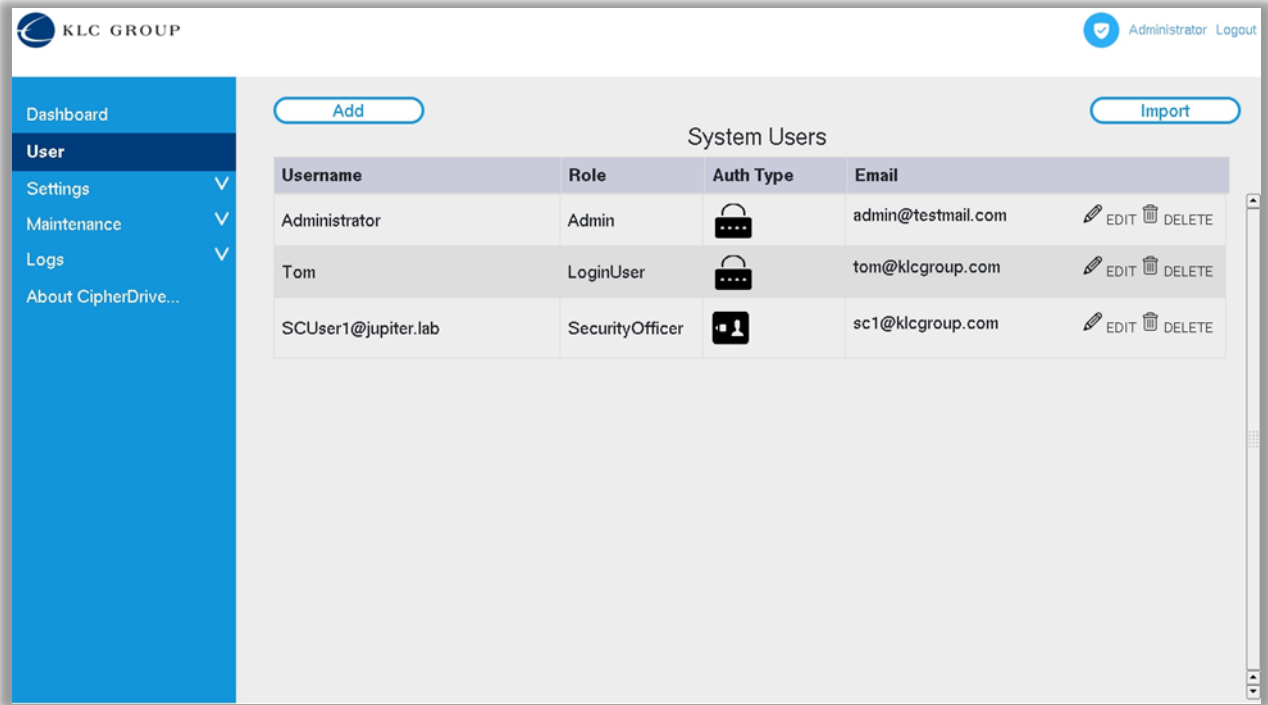 KLC GROUP
Administrator Logout
Dashboard
User
Settings
Maintenance
Logs
About CipherDrive...
Add
Import
System Users
Username Role Auth Type Email
Administrator Admin admin@testmail.com EDIT DELETE
Tom LoginUser tom@klcgroup.com EDIT DELETE
SCUser1@jupiter.lab SecurityOfficer sc1@klcgroup.com EDIT DELETE